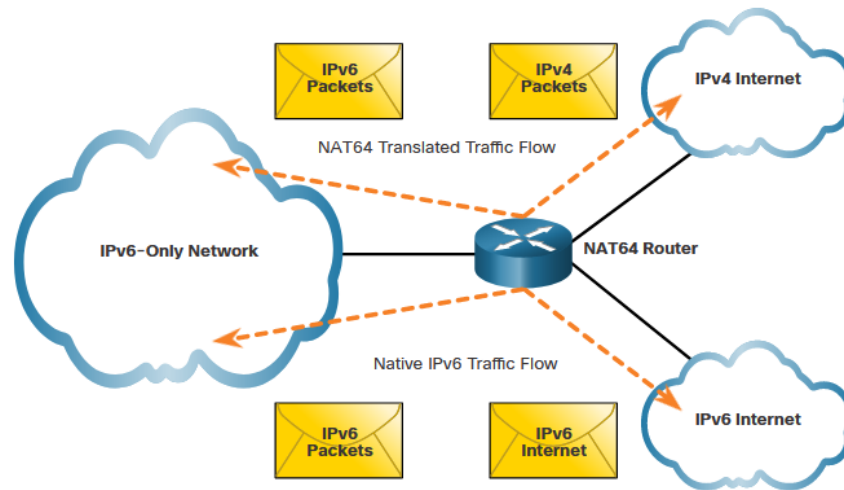 IPv6
Packets
IPv4
Packets
IPv4 Internet
NAT64 Translated Traffic Flow
IPv6-Only Network
NAT64 Router
Native IPv6 Traffic Flow
IPv6
Packets
IPv6
Internet
IPv6 Internet